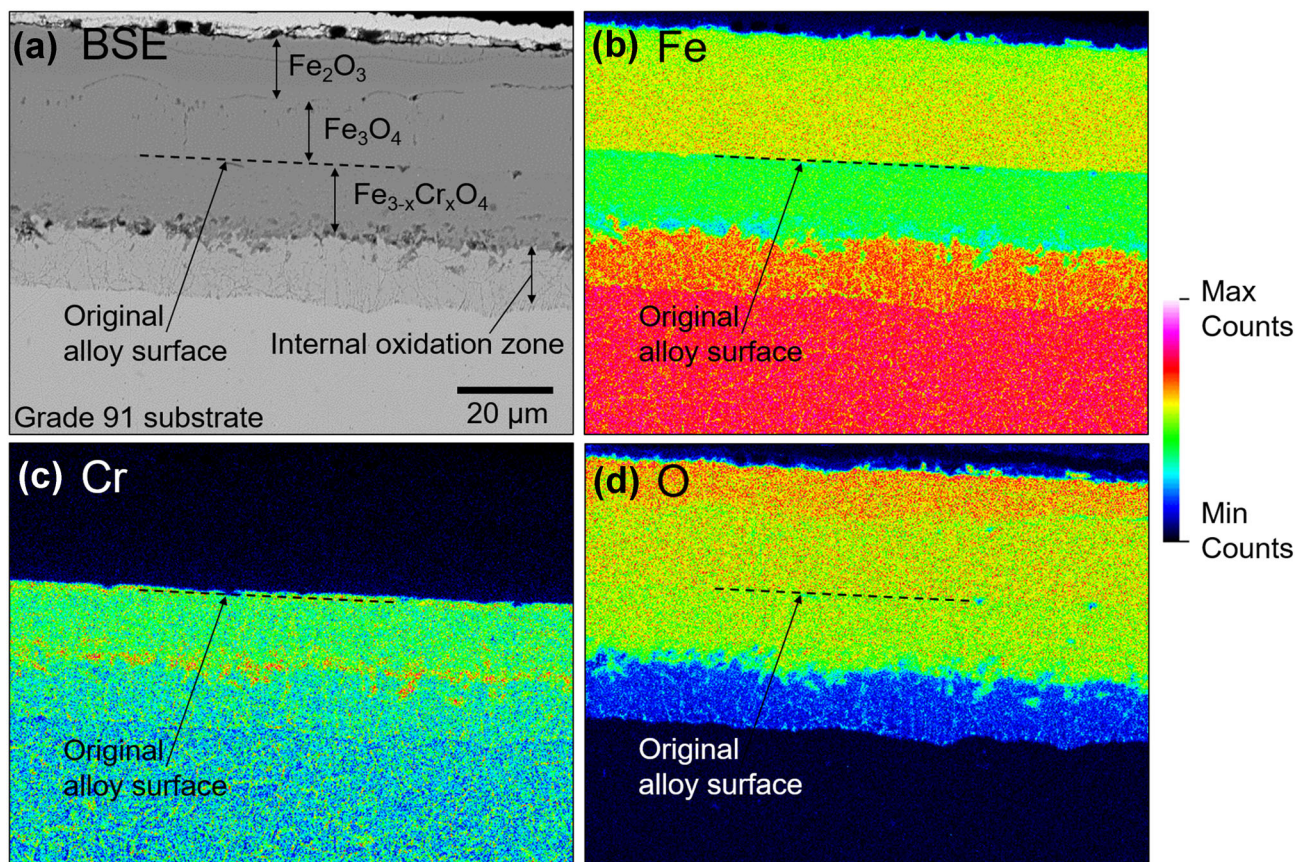 (a) BSE
Fe₂O₃
Fe₃O₄
Fe₃₋ₓCrₓO₄
Original
alloy surface
Internal oxidation zone
20 µm
Grade 91 substrate
(b) Fe
Original
alloy surface
Max
Counts
Min
Counts
(c) Cr
Original
alloy surface
(d) O
Original
alloy surface